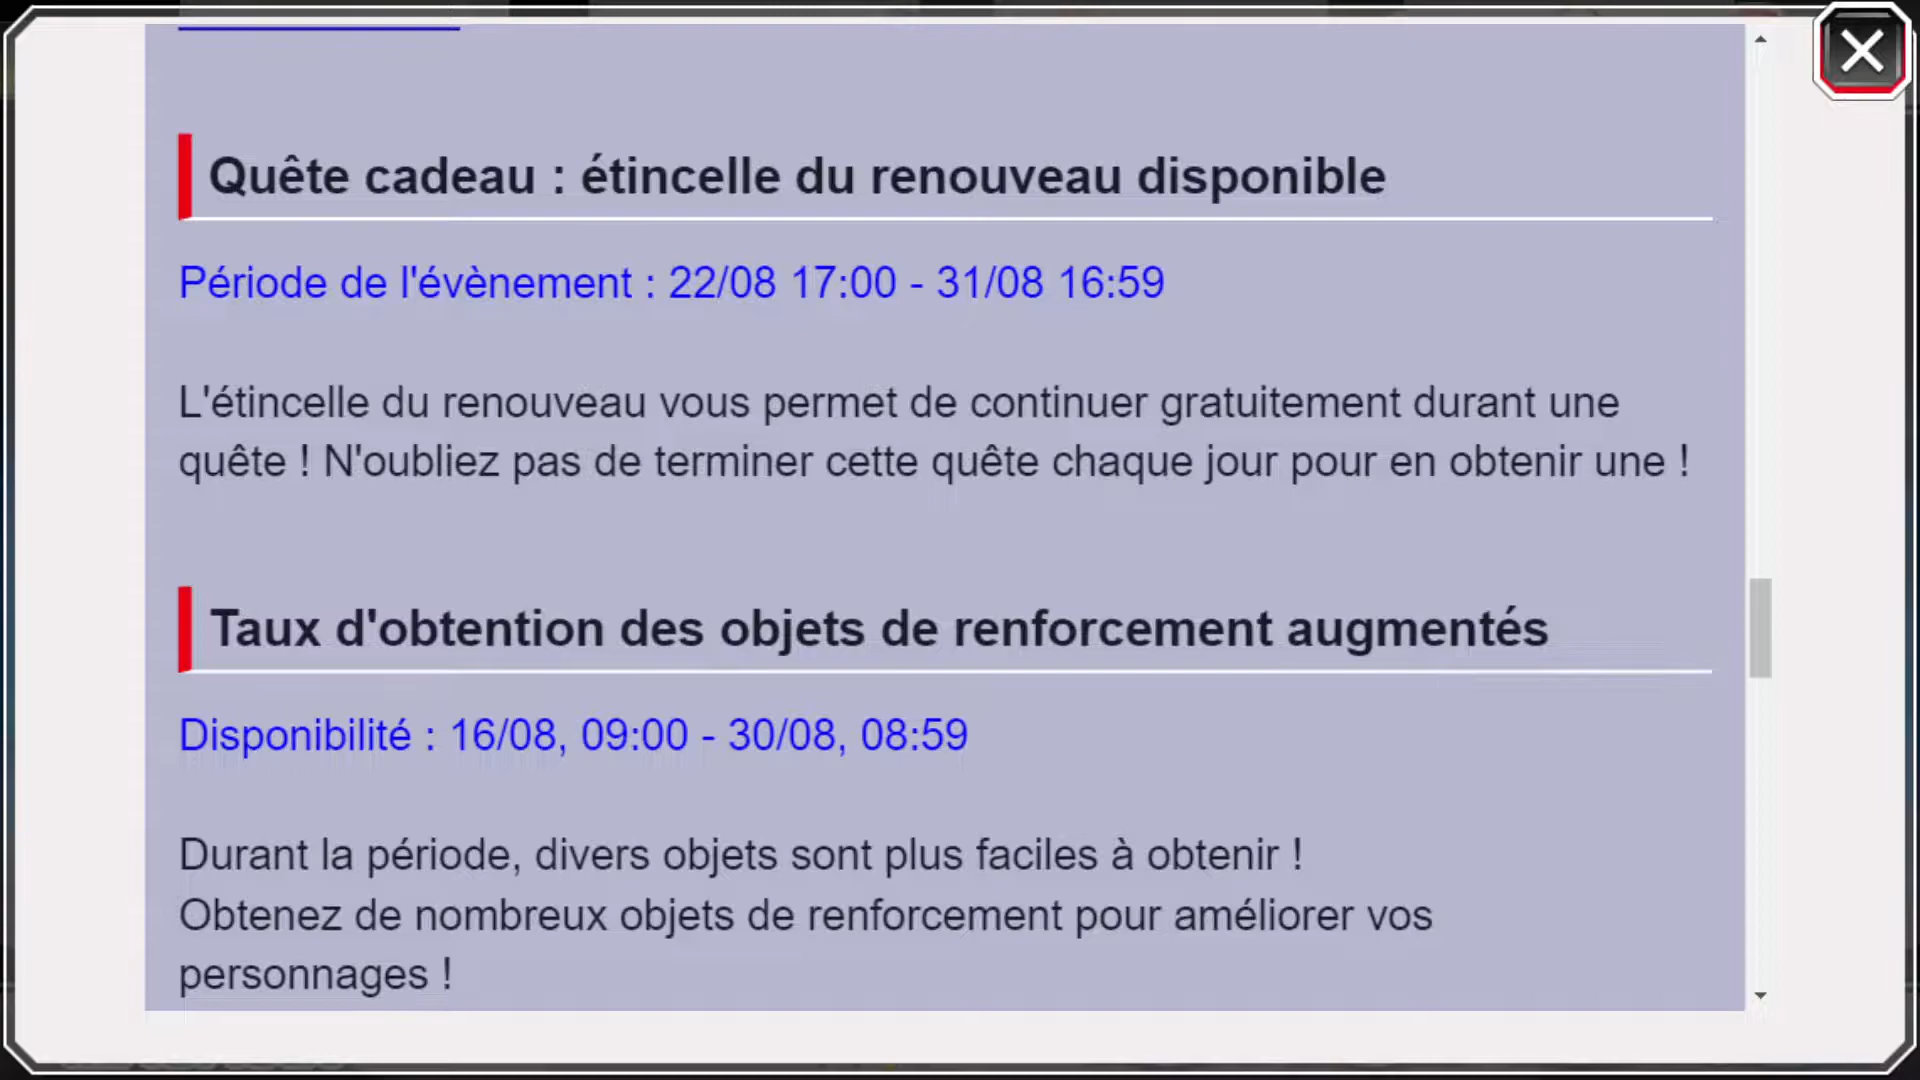 Quête cadeau : étincelle du renouveau disponible
Période de l'évènement : 22/08 17:00 - 31/08 16:59
L'étincelle du renouveau vous permet de continuer gratuitement durant une
quête ! N'oubliez pas de terminer cette quête chaque jour pour en obtenir une !
Taux d'obtention des objets de renforcement augmentés
Disponibilité : 16/08, 09:00 - 30/08, 08:59
Durant la période, divers objets sont plus faciles à obtenir !
Obtenez de nombreux objets de renforcement pour améliorer vos
personnages !